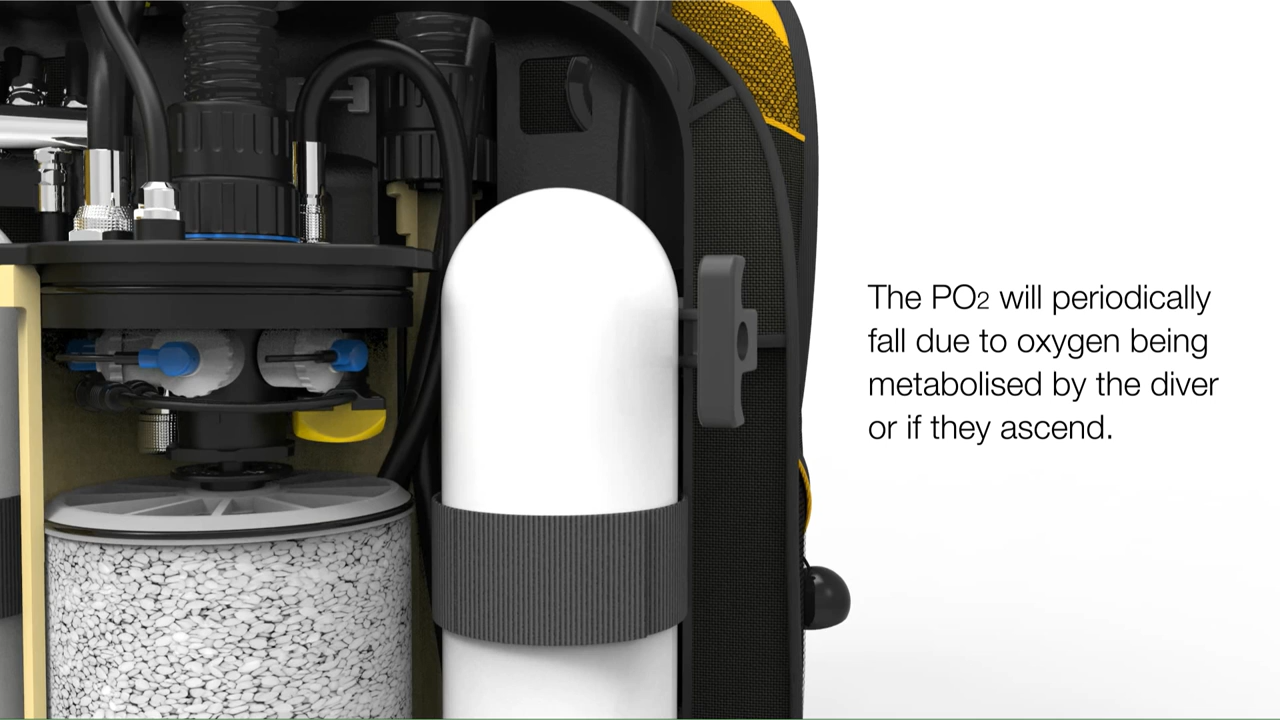 The PO2 will periodically
fall due to oxygen being
metabolised by the diver
or if they ascend.